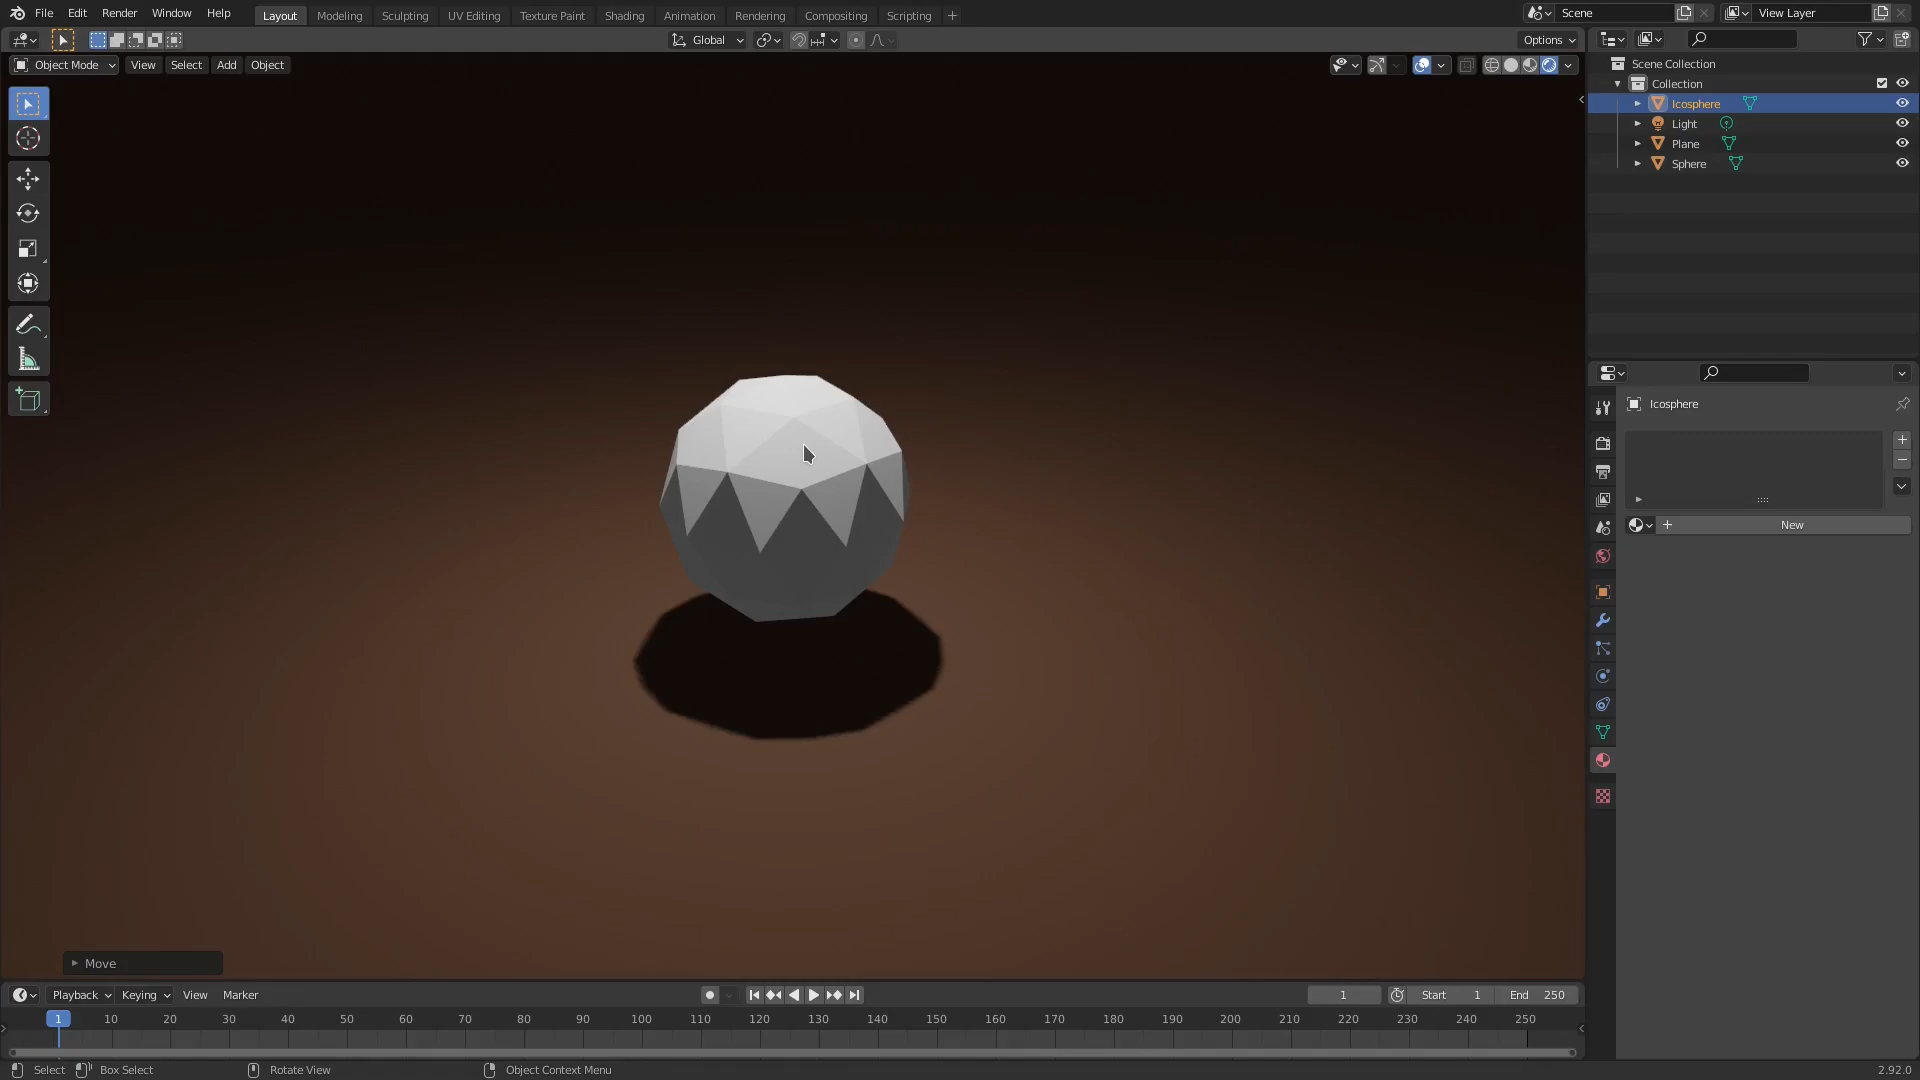 File Edit Render Window Help Layout Modeling Sculpting UV Editing Texture Paint Shading Animation Rendering Compositing Scripting + Scene View Layer
Global Options
Object Mode View Select Add Object
Scene Collection
Collection
Icosphere
Light
Plane
Sphere
Icosphere
New
Move
Playback Keying View Marker 1 Start 1 End 250
1 10 20 30 40 50 60 70 80 90 100 110 120 130 140 150 160 170 180 190 200 210 220 230 240 250
Select Box Select Rotate View Object Context Menu 2.92.0